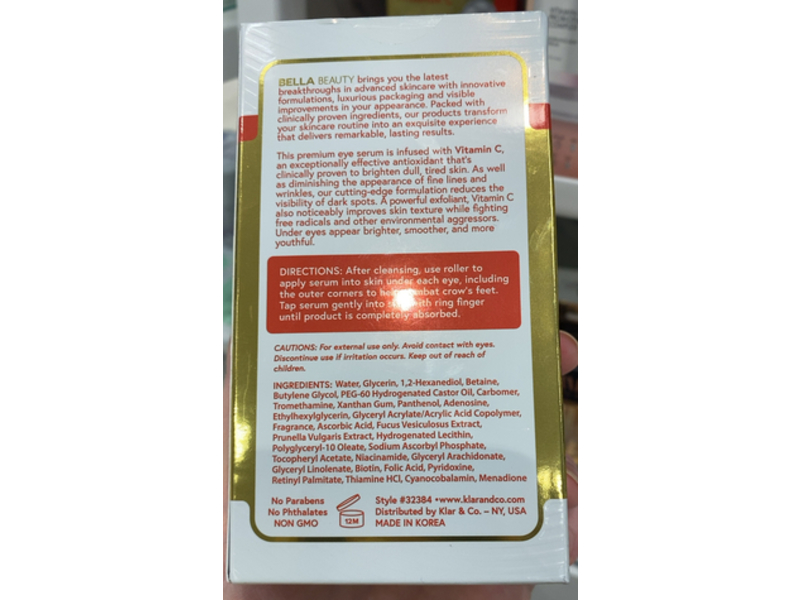 BELLA BEAUTY brings you the latest
breakthroughs in advanced skincare with innovative
formulations, luxurious packaging and visible
improvements in your appearance. Packed with
clinically proven ingredients, our products transform
your skincare routine into an exquisite experience
that delivers remarkable, lasting results.
This premium eye serum is infused with Vitamin C,
an exceptionally effective antioxidant that's
clinically proven to brighten dull, tired skin. As well
as diminishing the appearance of fine lines and
wrinkles, our cutting-edge formulation reduces the
visibility of dark spots. A powerful exfoliant, Vitamin C
also noticeably improves skin texture while fighting
free radicals and other environmental aggressors.
Under eyes appear brighter, smoother, and more
youthful.
DIRECTIONS: After cleansing, use roller to
apply serum into skin under each eye, including
the outer corners to help combat crow's feet.
Tap serum gently into with ring finger
until product is completely absorbed.
CAUTIONS: For external use only. Avoid contact with eyes.
Discontinue use if irritation occurs. Keep out of reach of
children.
INGREDIENTS: Water, Glycerin, 1,2-Hexanediol, Betaine,
Butylene Glycol, PEG-60 Hydrogenated Castor Oil, Carbomer,
Tromethamine, Xanthan Gum, Panthenol, Adenosine,
Ethylhexylglycerin, Glyceryl Acrylate/Acrylic Acid Copolymer,
Fragrance, Ascorbic Acid, Fucus Vesiculosus Extract,
Prunella Vulgaris Extract, Hydrogenated Lecithin,
Polyglyceryl-10 Oleate, Sodium Ascorbyl Phosphate,
Tocopheryl Acetate, Niacinamide, Glyceryl Arachidonate,
Glyceryl Linolenate, Biotin, Folic Acid, Pyridoxine,
Retinyl Palmitate, Thiamine HCl, Cyanocobalamin, Menadione
No Parabens
No Phthalates
NON GMO
12M
Style #32384 •www.klarandco.com
Distributed by Klar & Co. – NY, USA
MADE IN KOREA